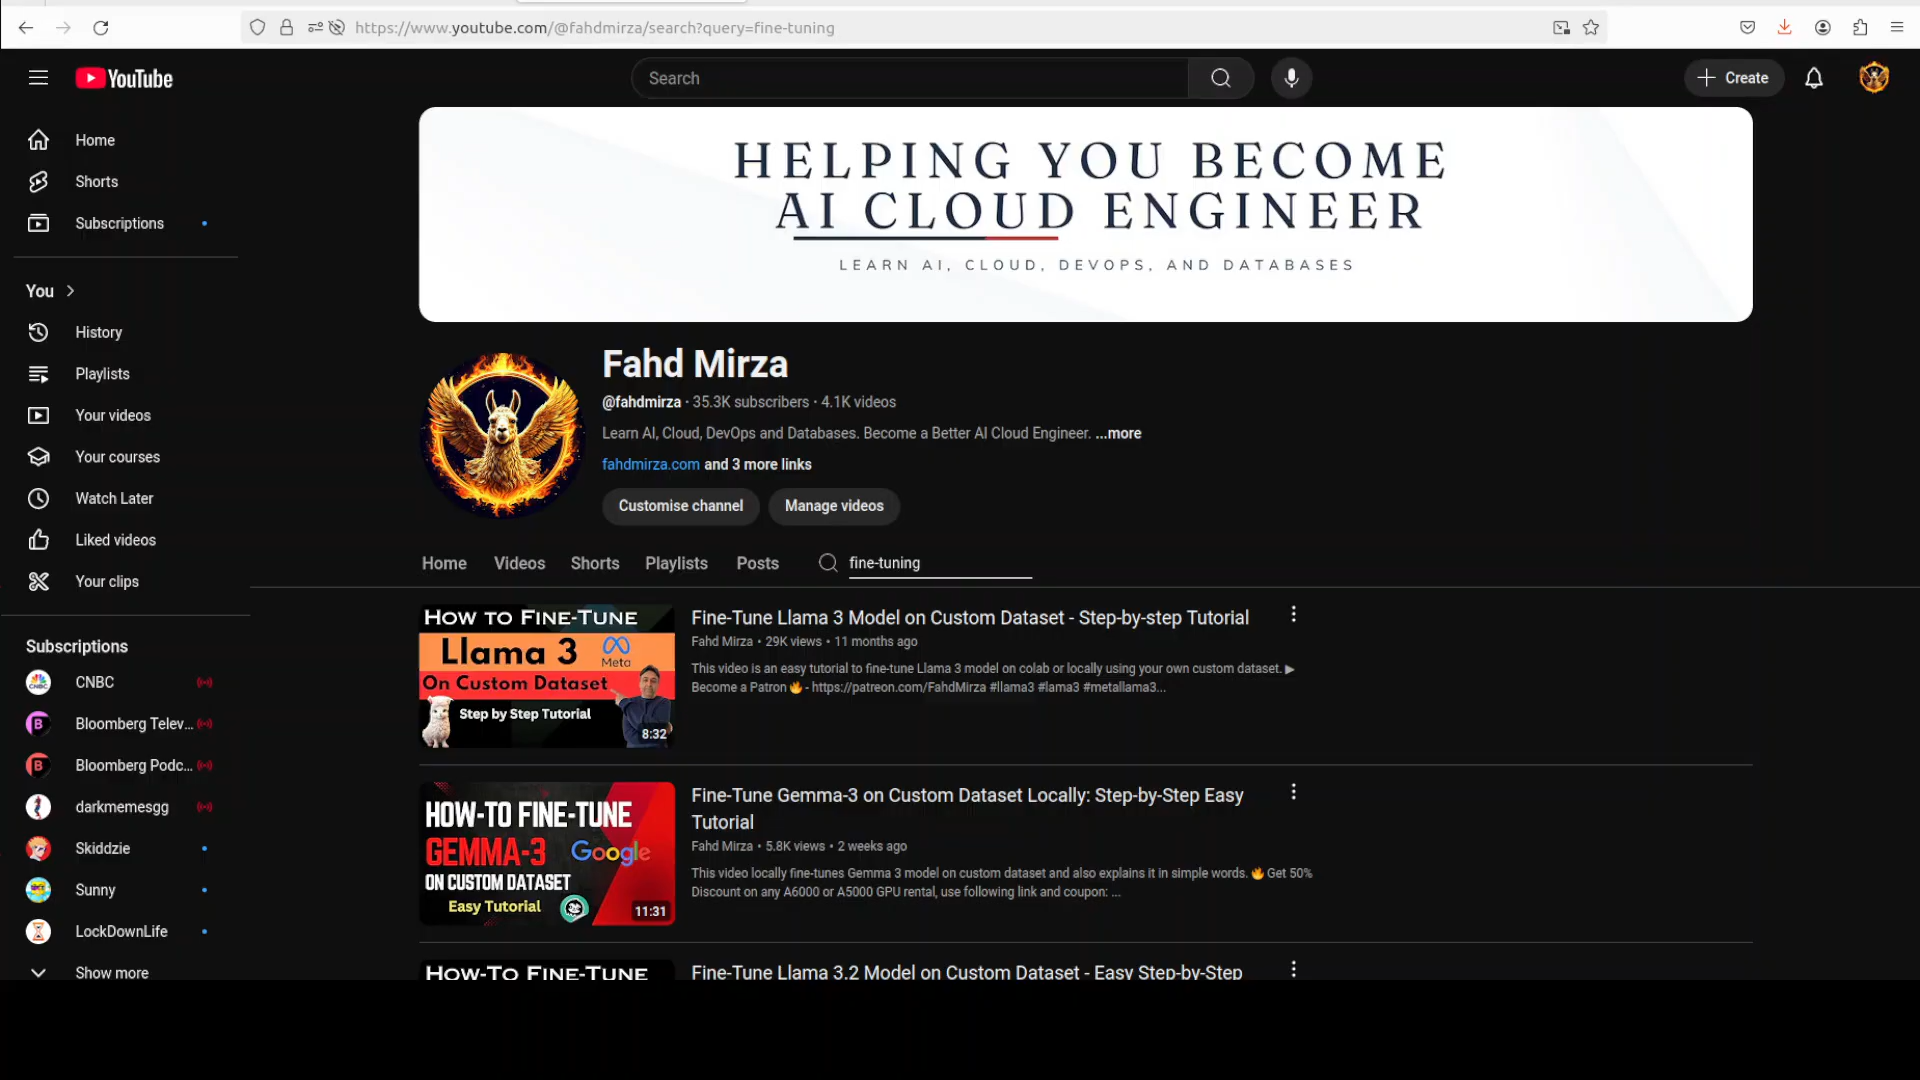 https://www.youtube.com/@fahdmirza/search?query=fine-tuning
YouTube
Search
Create
Home
Shorts
Subscriptions
You
History
Playlists
Your videos
Your courses
Watch Later
Liked videos
Your clips
Subscriptions
CNBC
Bloomberg Telev...
Bloomberg Podc...
darkmemesgg
Skiddzie
Sunny
LockDownLife
Show more
HELPING YOU BECOME
AI CLOUD ENGINEER
LEARN AI, CLOUD, DEVOPS, AND DATABASES
Fahd Mirza
@fahdmirza · 35.3K subscribers · 4.1K videos
Learn AI, Cloud, DevOps and Databases. Become a Better AI Cloud Engineer. ...more
fahdmirza.com and 3 more links
Customise channel Manage videos
Home Videos Shorts Playlists Posts fine-tuning
HOW TO FINE-TUNE
Llama 3
Meta
On Custom Dataset
Step by Step Tutorial
8:32
Fine-Tune Llama 3 Model on Custom Dataset - Step-by-step Tutorial
Fahd Mirza • 29K views • 11 months ago
This video is an easy tutorial to fine-tune Llama 3 model on colab or locally using your own custom dataset. ▶
Become a Patron 🔥 - https://patreon.com/FahdMirza #llama3 #lama3 #metallama3...
HOW-TO FINE-TUNE
GEMMA-3 Google
ON CUSTOM DATASET
Easy Tutorial
11:31
Fine-Tune Gemma-3 on Custom Dataset Locally: Step-by-Step Easy
Tutorial
Fahd Mirza • 5.8K views • 2 weeks ago
This video locally fine-tunes Gemma 3 model on custom dataset and also explains it in simple words. 🔥 Get 50%
Discount on any A6000 or A5000 GPU rental, use following link and coupon: ...
HOW-TO FINE-TUNE
Fine-Tune Llama 3.2 Model on Custom Dataset - Easy Step-by-Step